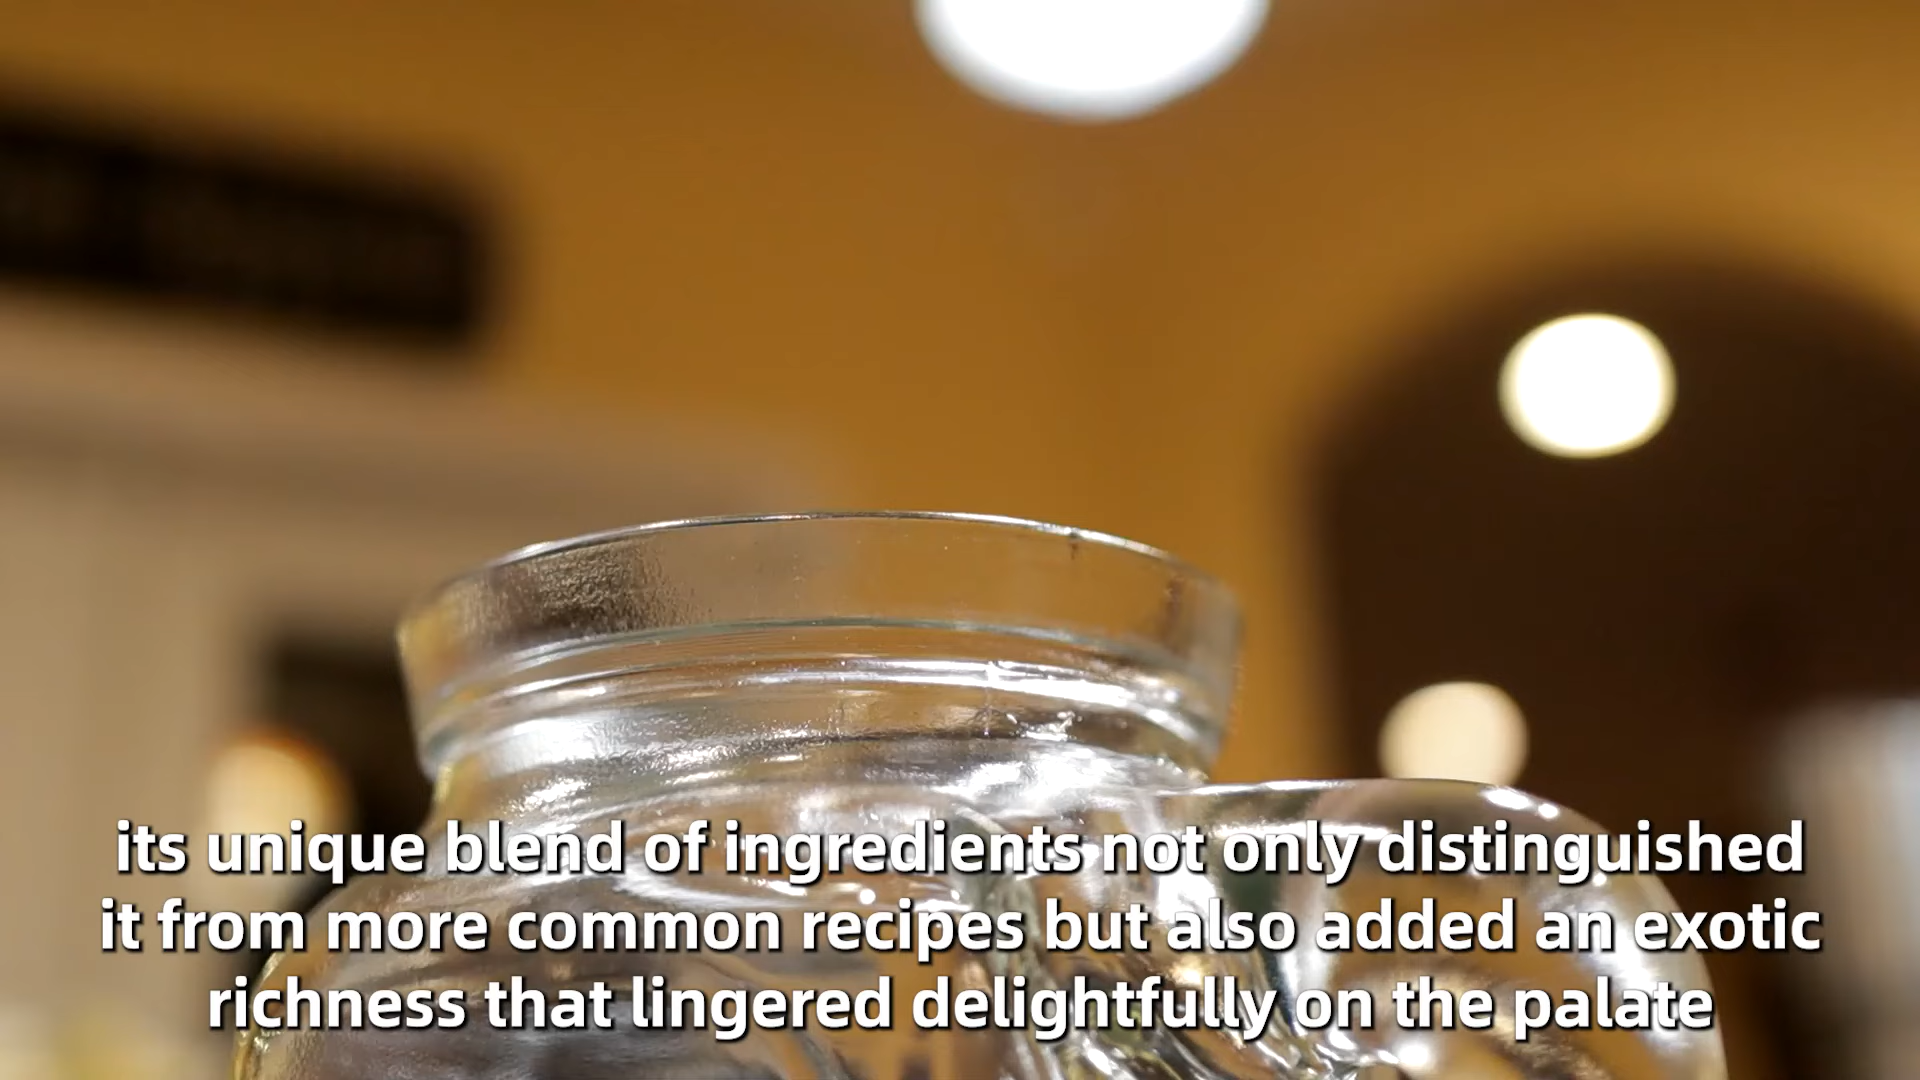 its unique blend of ingredients not only distinguished
it from more common recipes but also added an exotic
richness that lingered delightfully on the palate